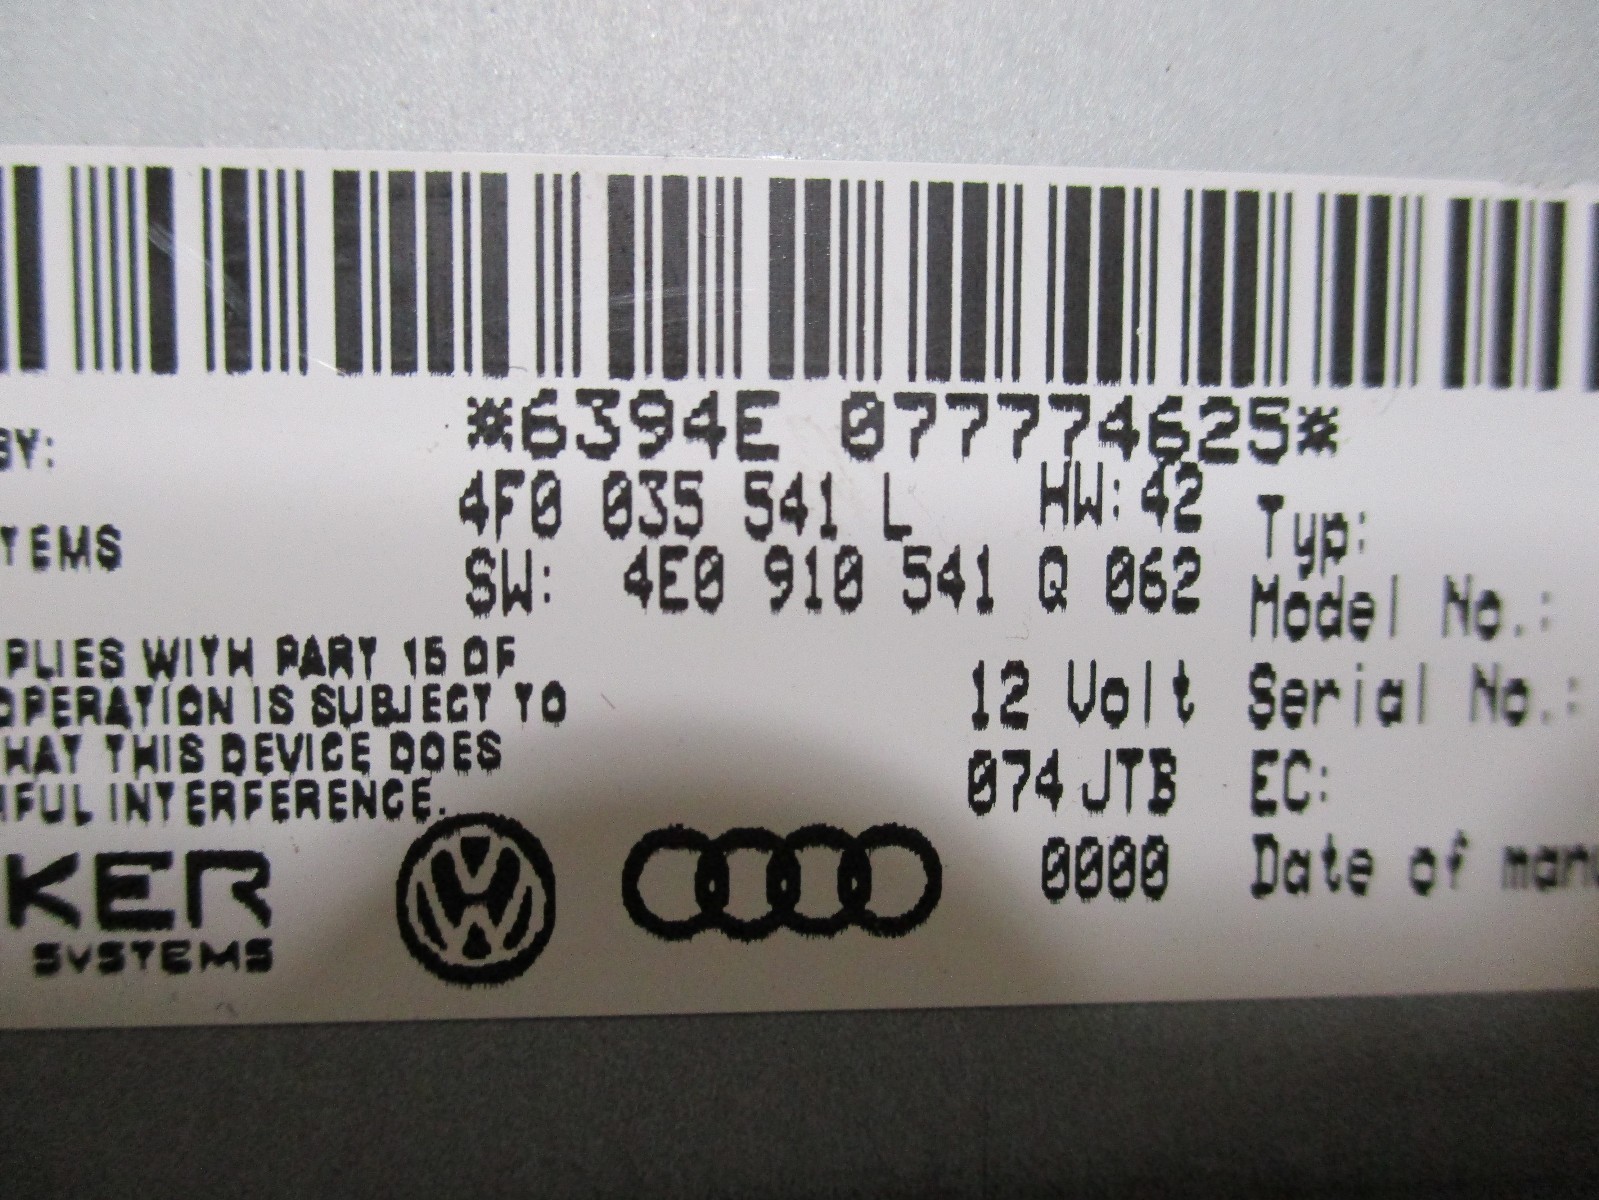 *6394E 077774625*
BY:
4F0 035 541 L HW:42
Typ:
TEMS
SW: 4E0 910 541 Q 062
Model No.:
PLIES WITH PART 15 OF
OPERATION IS SUBJECT TO
12 Volt
Serial No.:
HAT THIS DEVICE DOES
074 JTB
EC:
FUL INTERFERENCE.
KER
SYSTEMS
0000
Date of manu